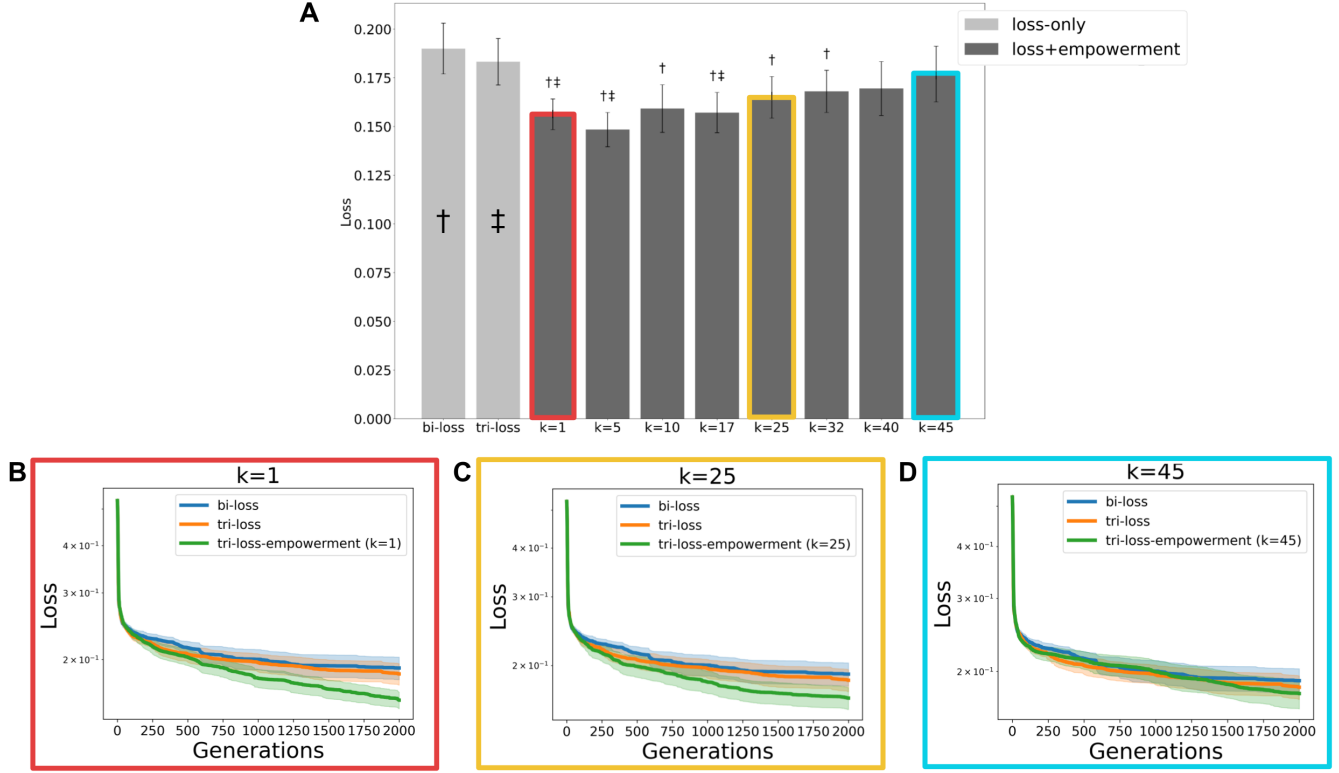 A
Loss
0.200
0.175
0.150
0.125
0.100
0.075
0.050
0.025
0.000
†
‡
†‡
†‡
†
†‡
†
†
bi-loss tri-loss k=1 k=5 k=10 k=17 k=25 k=32 k=40 k=45
loss-only
loss+empowerment
B
k=1
bi-loss
tri-loss
tri-loss-empowerment (k=1)
Loss
4 × 10⁻¹
3 × 10⁻¹
2 × 10⁻¹
0 250 500 750 1000 1250 1500 1750 2000
Generations
C
k=25
bi-loss
tri-loss
tri-loss-empowerment (k=25)
Loss
4 × 10⁻¹
3 × 10⁻¹
2 × 10⁻¹
0 250 500 750 1000 1250 1500 1750 2000
Generations
D
k=45
bi-loss
tri-loss
tri-loss-empowerment (k=45)
Loss
4 × 10⁻¹
3 × 10⁻¹
2 × 10⁻¹
0 250 500 750 1000 1250 1500 1750 2000
Generations